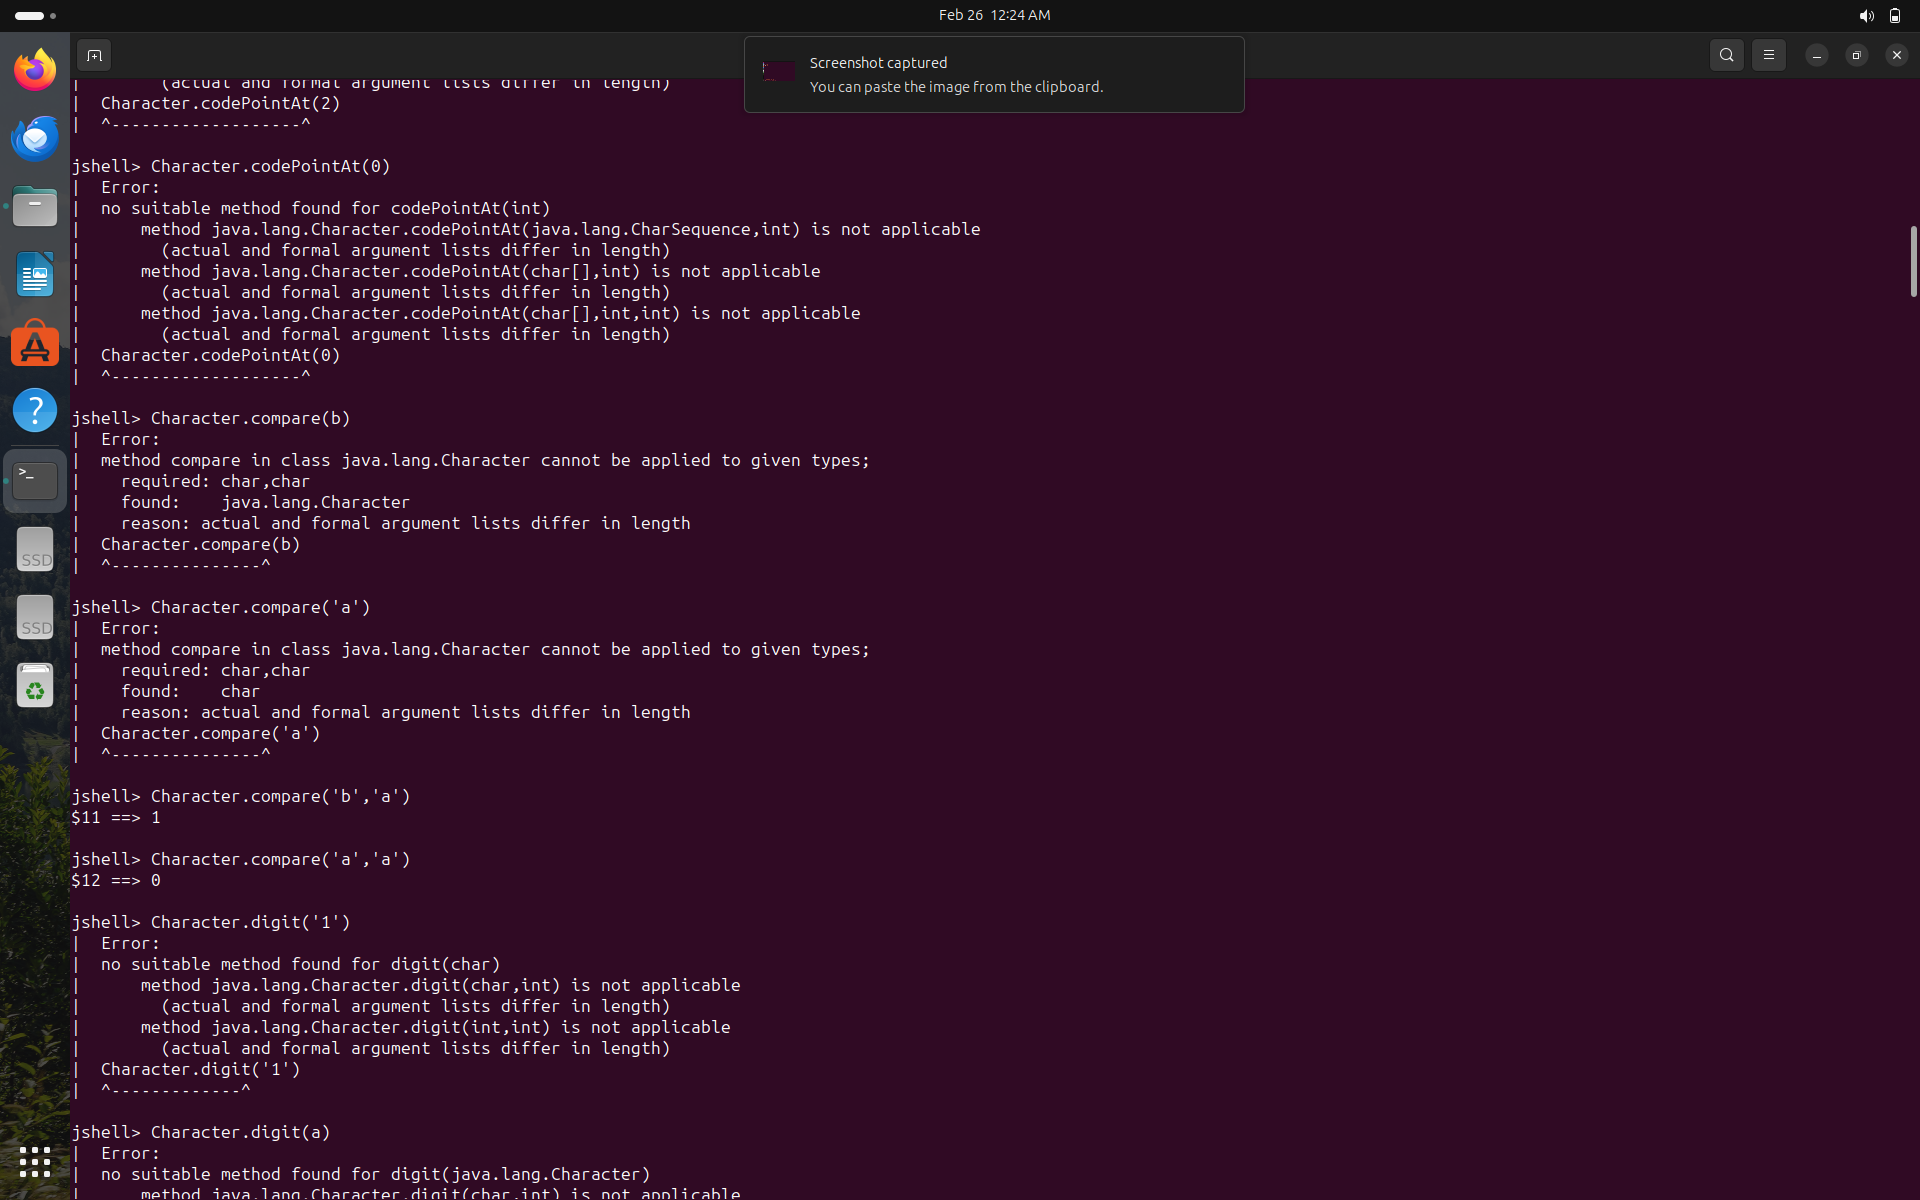 Feb 26 12:24 AM
Screenshot captured
You can paste the image from the clipboard.
| (actual and formal argument lists differ in length)
| Character.codePointAt(2)
| ^-------------------^
jshell> Character.codePointAt(0)
| Error:
| no suitable method found for codePointAt(int)
| method java.lang.Character.codePointAt(java.lang.CharSequence,int) is not applicable
| (actual and formal argument lists differ in length)
| method java.lang.Character.codePointAt(char[],int) is not applicable
| (actual and formal argument lists differ in length)
| method java.lang.Character.codePointAt(char[],int,int) is not applicable
| (actual and formal argument lists differ in length)
| Character.codePointAt(0)
| ^-------------------^
jshell> Character.compare(b)
| Error:
| method compare in class java.lang.Character cannot be applied to given types;
| required: char,char
| found: java.lang.Character
| reason: actual and formal argument lists differ in length
| Character.compare(b)
| ^---------------^
jshell> Character.compare('a')
| Error:
| method compare in class java.lang.Character cannot be applied to given types;
| required: char,char
| found: char
| reason: actual and formal argument lists differ in length
| Character.compare('a')
| ^---------------^
jshell> Character.compare('b','a')
$11 ==> 1
jshell> Character.compare('a','a')
$12 ==> 0
jshell> Character.digit('1')
| Error:
| no suitable method found for digit(char)
| method java.lang.Character.digit(char,int) is not applicable
| (actual and formal argument lists differ in length)
| method java.lang.Character.digit(int,int) is not applicable
| (actual and formal argument lists differ in length)
| Character.digit('1')
| ^-------------^
jshell> Character.digit(a)
| Error:
| no suitable method found for digit(java.lang.Character)
| method java.lang.Character.digit(char,int) is not applicable
SSD
SSD